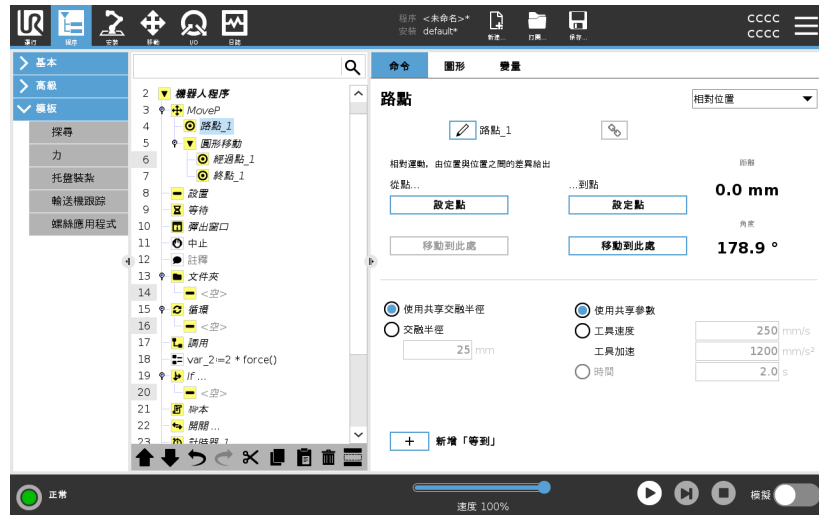 程序 <未命名>*
安裝 default*
cccc
cccc
運行
程序
安裝
移動
I/O
日誌
新建...
打開...
保存...
基本
高級
模板
探尋
力
托盤裝紮
輸送機跟踪
螺絲應用程式
2 機器人程序
3 MoveP
4 路點_1
5 圓形移動
6 經過點_1
7 終點_1
8 設置
9 等待
10 彈出窗口
11 中止
12 註釋
13 文件夾
14 <空>
15 循環
16 <空>
17 調用
18 var_2:=2 * force()
19 If ...
20 <空>
21 腳本
22 開關 ...
23 計時器_1
命令 圖形 變量
路點
相對位置
路點_1
相對運動，由位置與位置之間的差異給出
距離
從點... ...到點
0.0 mm
設定點 設定點
角度
移動到此處 移動到此處
178.9 °
使用共享交融半徑
交融半徑
25 mm
使用共享參數
工具速度 250 mm/s
工具加速 1200 mm/s²
時間 2.0 s
+ 新增「等到」
正常
速度 100%
模擬